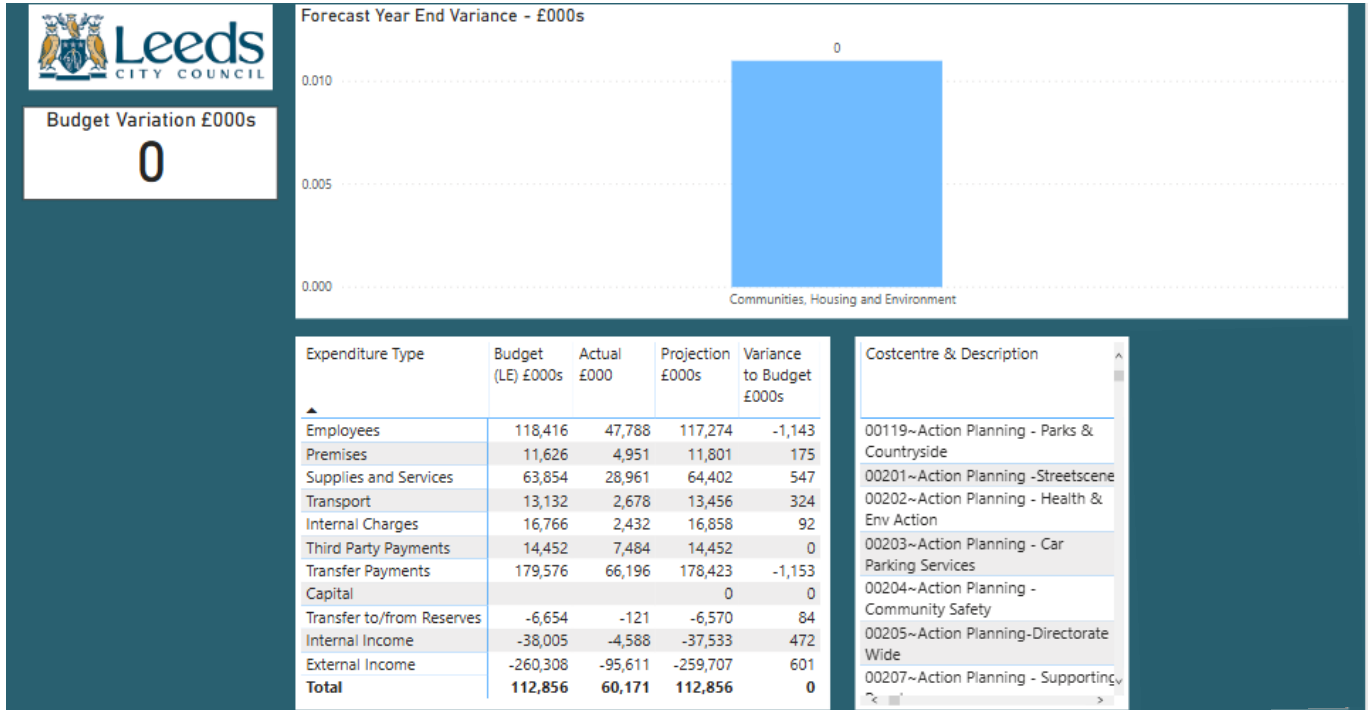 Leeds
CITY COUNCIL
Budget Variation £000s
0
Forecast Year End Variance - £000s
0
0.010
0.005
0.000
Communities, Housing and Environment
Expenditure Type Budget (LE) £000s Actual £000 Projection £000s Variance to Budget £000s
Employees 118,416 47,788 117,274 -1,143
Premises 11,626 4,951 11,801 175
Supplies and Services 63,854 28,961 64,402 547
Transport 13,132 2,678 13,456 324
Internal Charges 16,766 2,432 16,858 92
Third Party Payments 14,452 7,484 14,452 0
Transfer Payments 179,576 66,196 178,423 -1,153
Capital 0 0
Transfer to/from Reserves -6,654 -121 -6,570 84
Internal Income -38,005 -4,588 -37,533 472
External Income -260,308 -95,611 -259,707 601
Total 112,856 60,171 112,856 0
Costcentre & Description
00119~Action Planning - Parks &
Countryside
00201~Action Planning -Streetscene
00202~Action Planning - Health &
Env Action
00203~Action Planning - Car
Parking Services
00204~Action Planning -
Community Safety
00205~Action Planning-Directorate
Wide
00207~Action Planning - Supporting